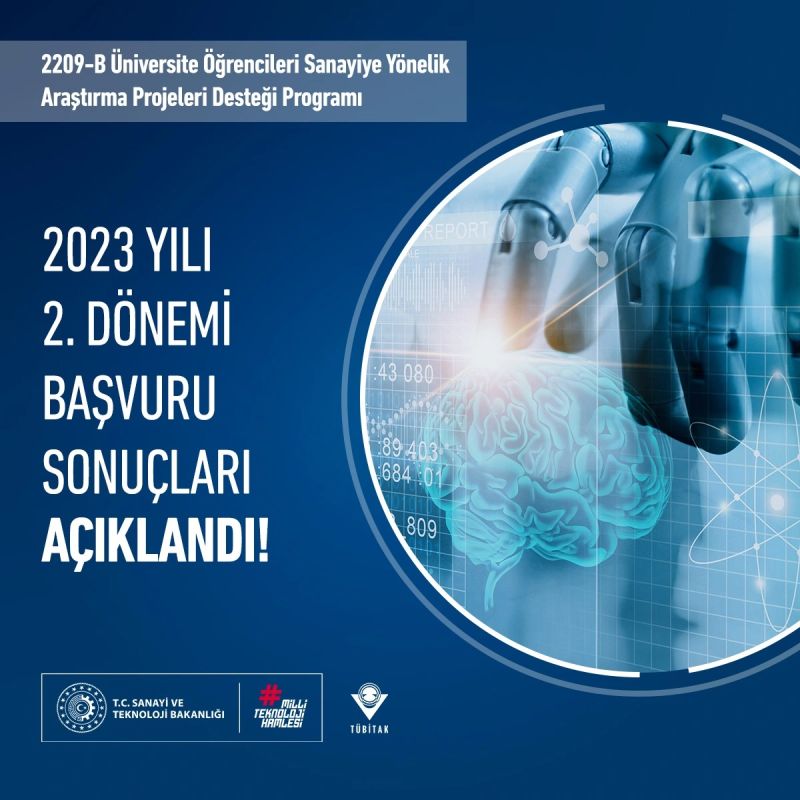 2209-B Üniversite Öğrencileri Sanayiye Yönelik
Araştırma Projeleri Desteği Programı
2023 YILI
2. DÖNEMİ
BAŞVURU
SONUÇLARI
AÇIKLANDI!
REPORT
:43 080
:89 403
:684 :01
.809
T.C. SANAYİ VE
TEKNOLOJİ BAKANLIĞI
#MİLLİ
TEKNOLOJİ
HAMLESİ
TÜBİTAK